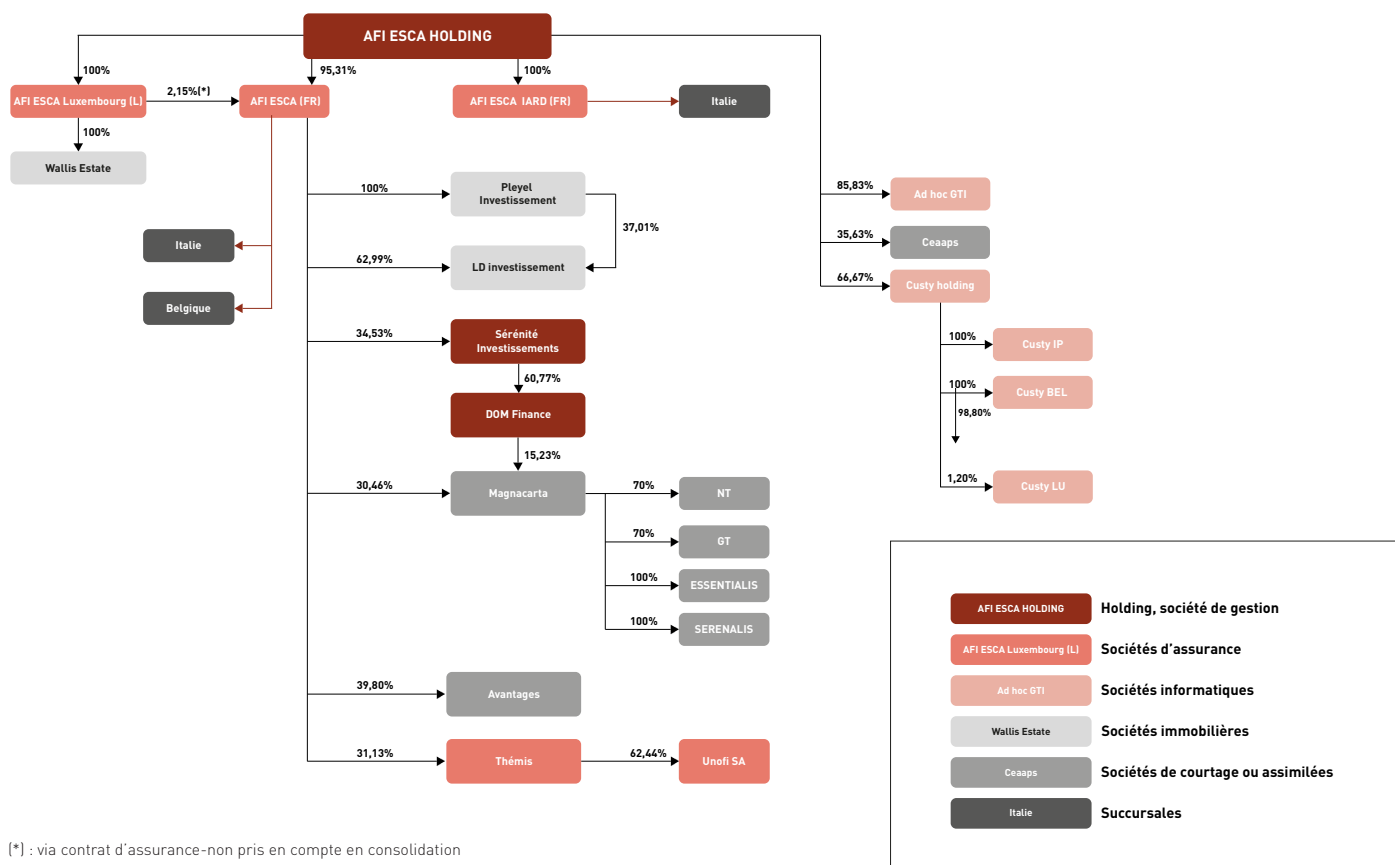 AFI ESCA HOLDING
100%
95,31%
100%
AFI ESCA Luxembourg (L)
2,15%(*)
AFI ESCA (FR)
AFI ESCA IARD (FR)
Italie
100%
Wallis Estate
100%
Pleyel
Investissement
37,01%
85,83%
Ad hoc GTI
35,63%
Ceaaps
Italie
62,99%
LD investissement
66,67%
Custy holding
Belgique
34,53%
Sérénité
Investissements
100%
Custy IP
60,77%
100%
Custy BEL
98,80%
DOM Finance
15,23%
1,20%
Custy LU
30,46%
Magnacarta
70%
NT
70%
GT
100%
ESSENTIALIS
100%
SERENALIS
39,80%
Avantages
31,13%
Thémis
62,44%
Unofi SA
AFI ESCA HOLDING
Holding, société de gestion
AFI ESCA Luxembourg (L)
Sociétés d'assurance
Ad hoc GTI
Sociétés informatiques
Wallis Estate
Sociétés immobilières
Ceaaps
Sociétés de courtage ou assimilées
Italie
Succursales
(*) : via contrat d'assurance-non pris en compte en consolidation